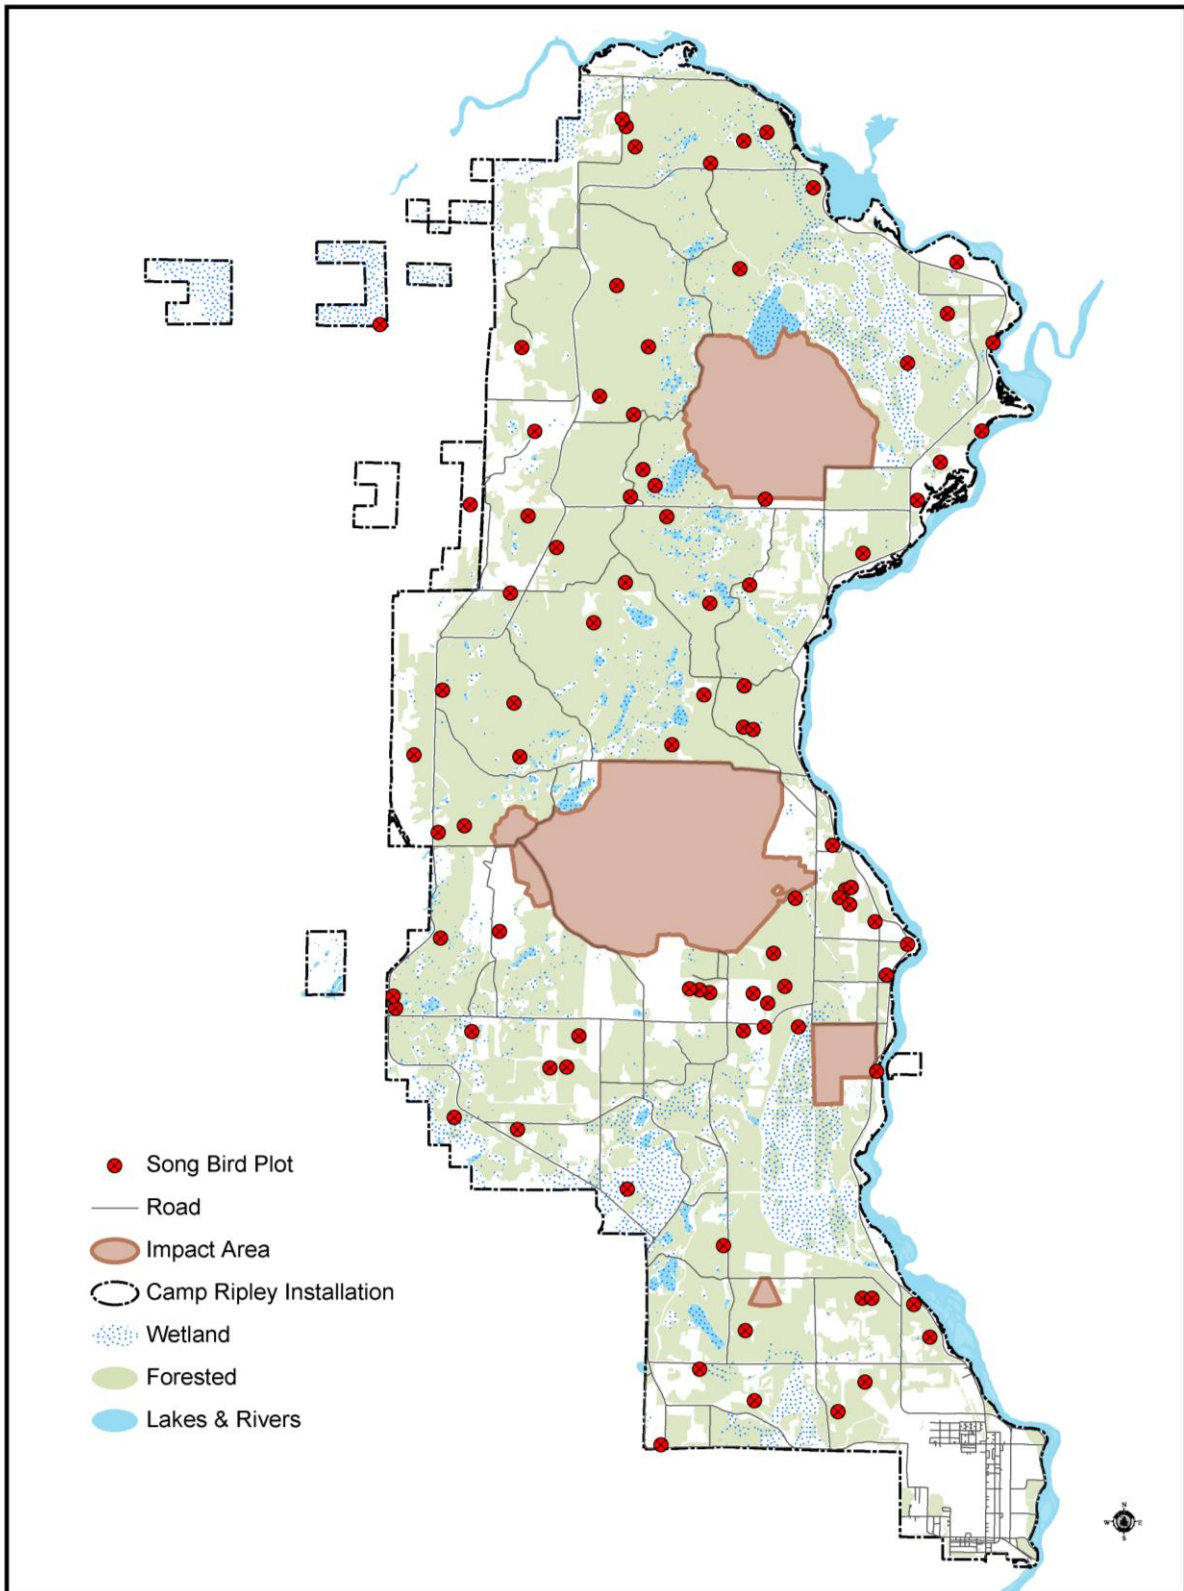 Song Bird Plot
Road
Impact Area
Camp Ripley Installation
Wetland
Forested
Lakes & Rivers
N
W E
S